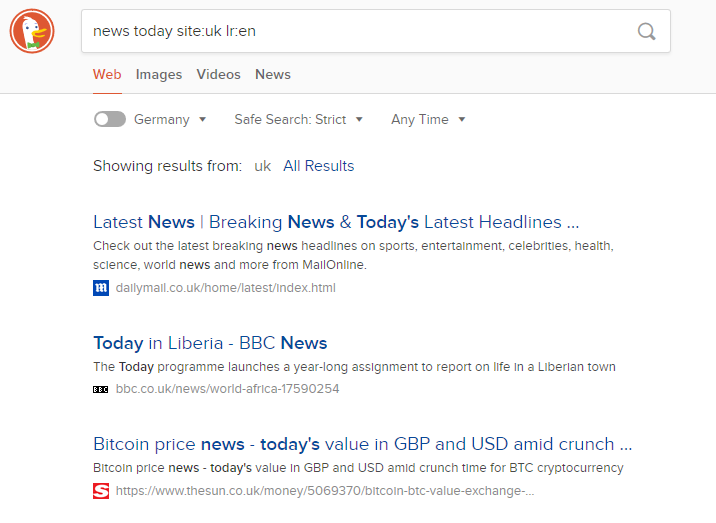 news today site:uk lr:en
Web Images Videos News
Germany Safe Search: Strict Any Time
Showing results from: uk All Results
Latest News | Breaking News & Today's Latest Headlines ...
Check out the latest breaking news headlines on sports, entertainment, celebrities, health,
science, world news and more from MailOnline.
m dailymail.co.uk/home/latest/index.html
Today in Liberia - BBC News
The Today programme launches a year-long assignment to report on life in a Liberian town
BBC bbc.co.uk/news/world-africa-17590254
Bitcoin price news - today's value in GBP and USD amid crunch ...
Bitcoin price news - today's value in GBP and USD amid crunch time for BTC cryptocurrency
S https://www.thesun.co.uk/money/5069370/bitcoin-btc-value-exchange-...